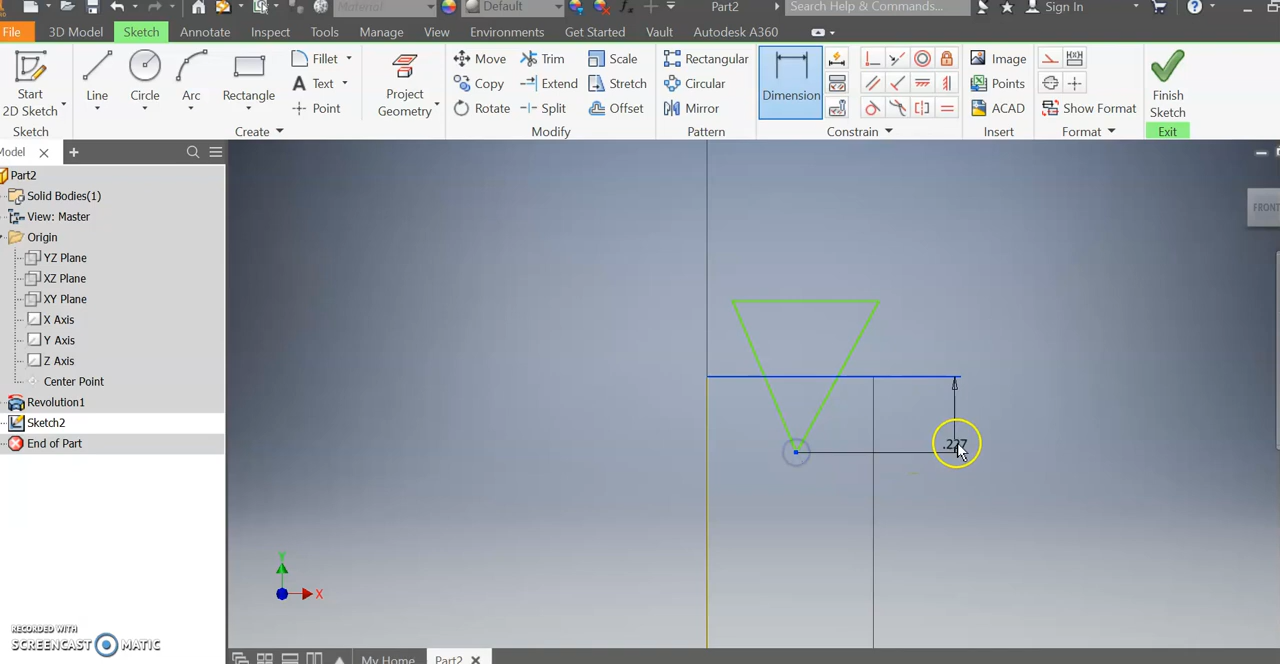 Material
Default
Part2
Search Help & Commands...
Sign In
File
3D Model
Sketch
Annotate
Inspect
Tools
Manage
View
Environments
Get Started
Vault
Autodesk A360
Start
2D Sketch
Line
Circle
Arc
Rectangle
Fillet
Text
Point
Project
Geometry
Move
Copy
Rotate
Trim
Extend
Split
Scale
Stretch
Offset
Rectangular
Circular
Mirror
Dimension
Image
Points
ACAD
Show Format
Finish
Sketch
Sketch
Create
Modify
Pattern
Constrain
Insert
Format
Exit
Model
Part2
Solid Bodies(1)
View: Master
Origin
YZ Plane
XZ Plane
XY Plane
X Axis
Y Axis
Z Axis
Center Point
Revolution1
Sketch2
End of Part
FRONT
Y
X
RECORDED WITH
SCREENCAST MATIC
My Home
Part2